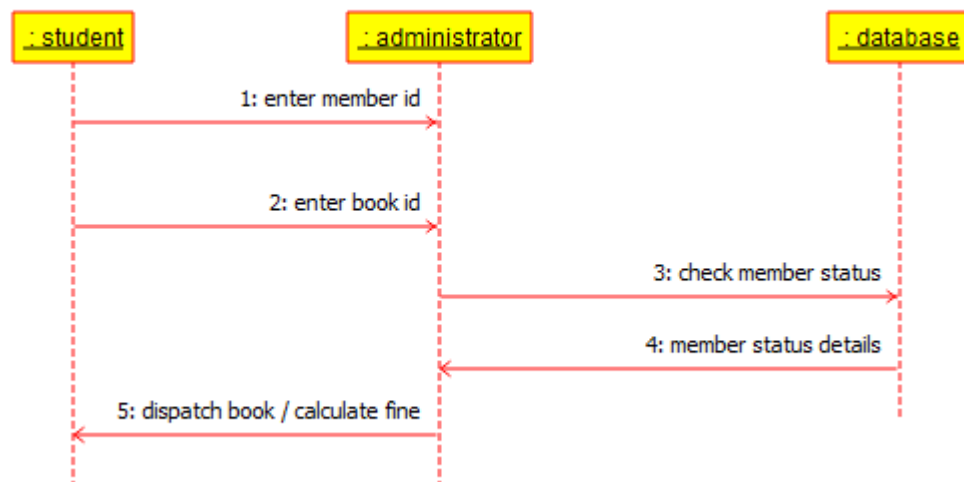 : student
: administrator
: database
1: enter member id
2: enter book id
3: check member status
4: member status details
5: dispatch book / calculate fine